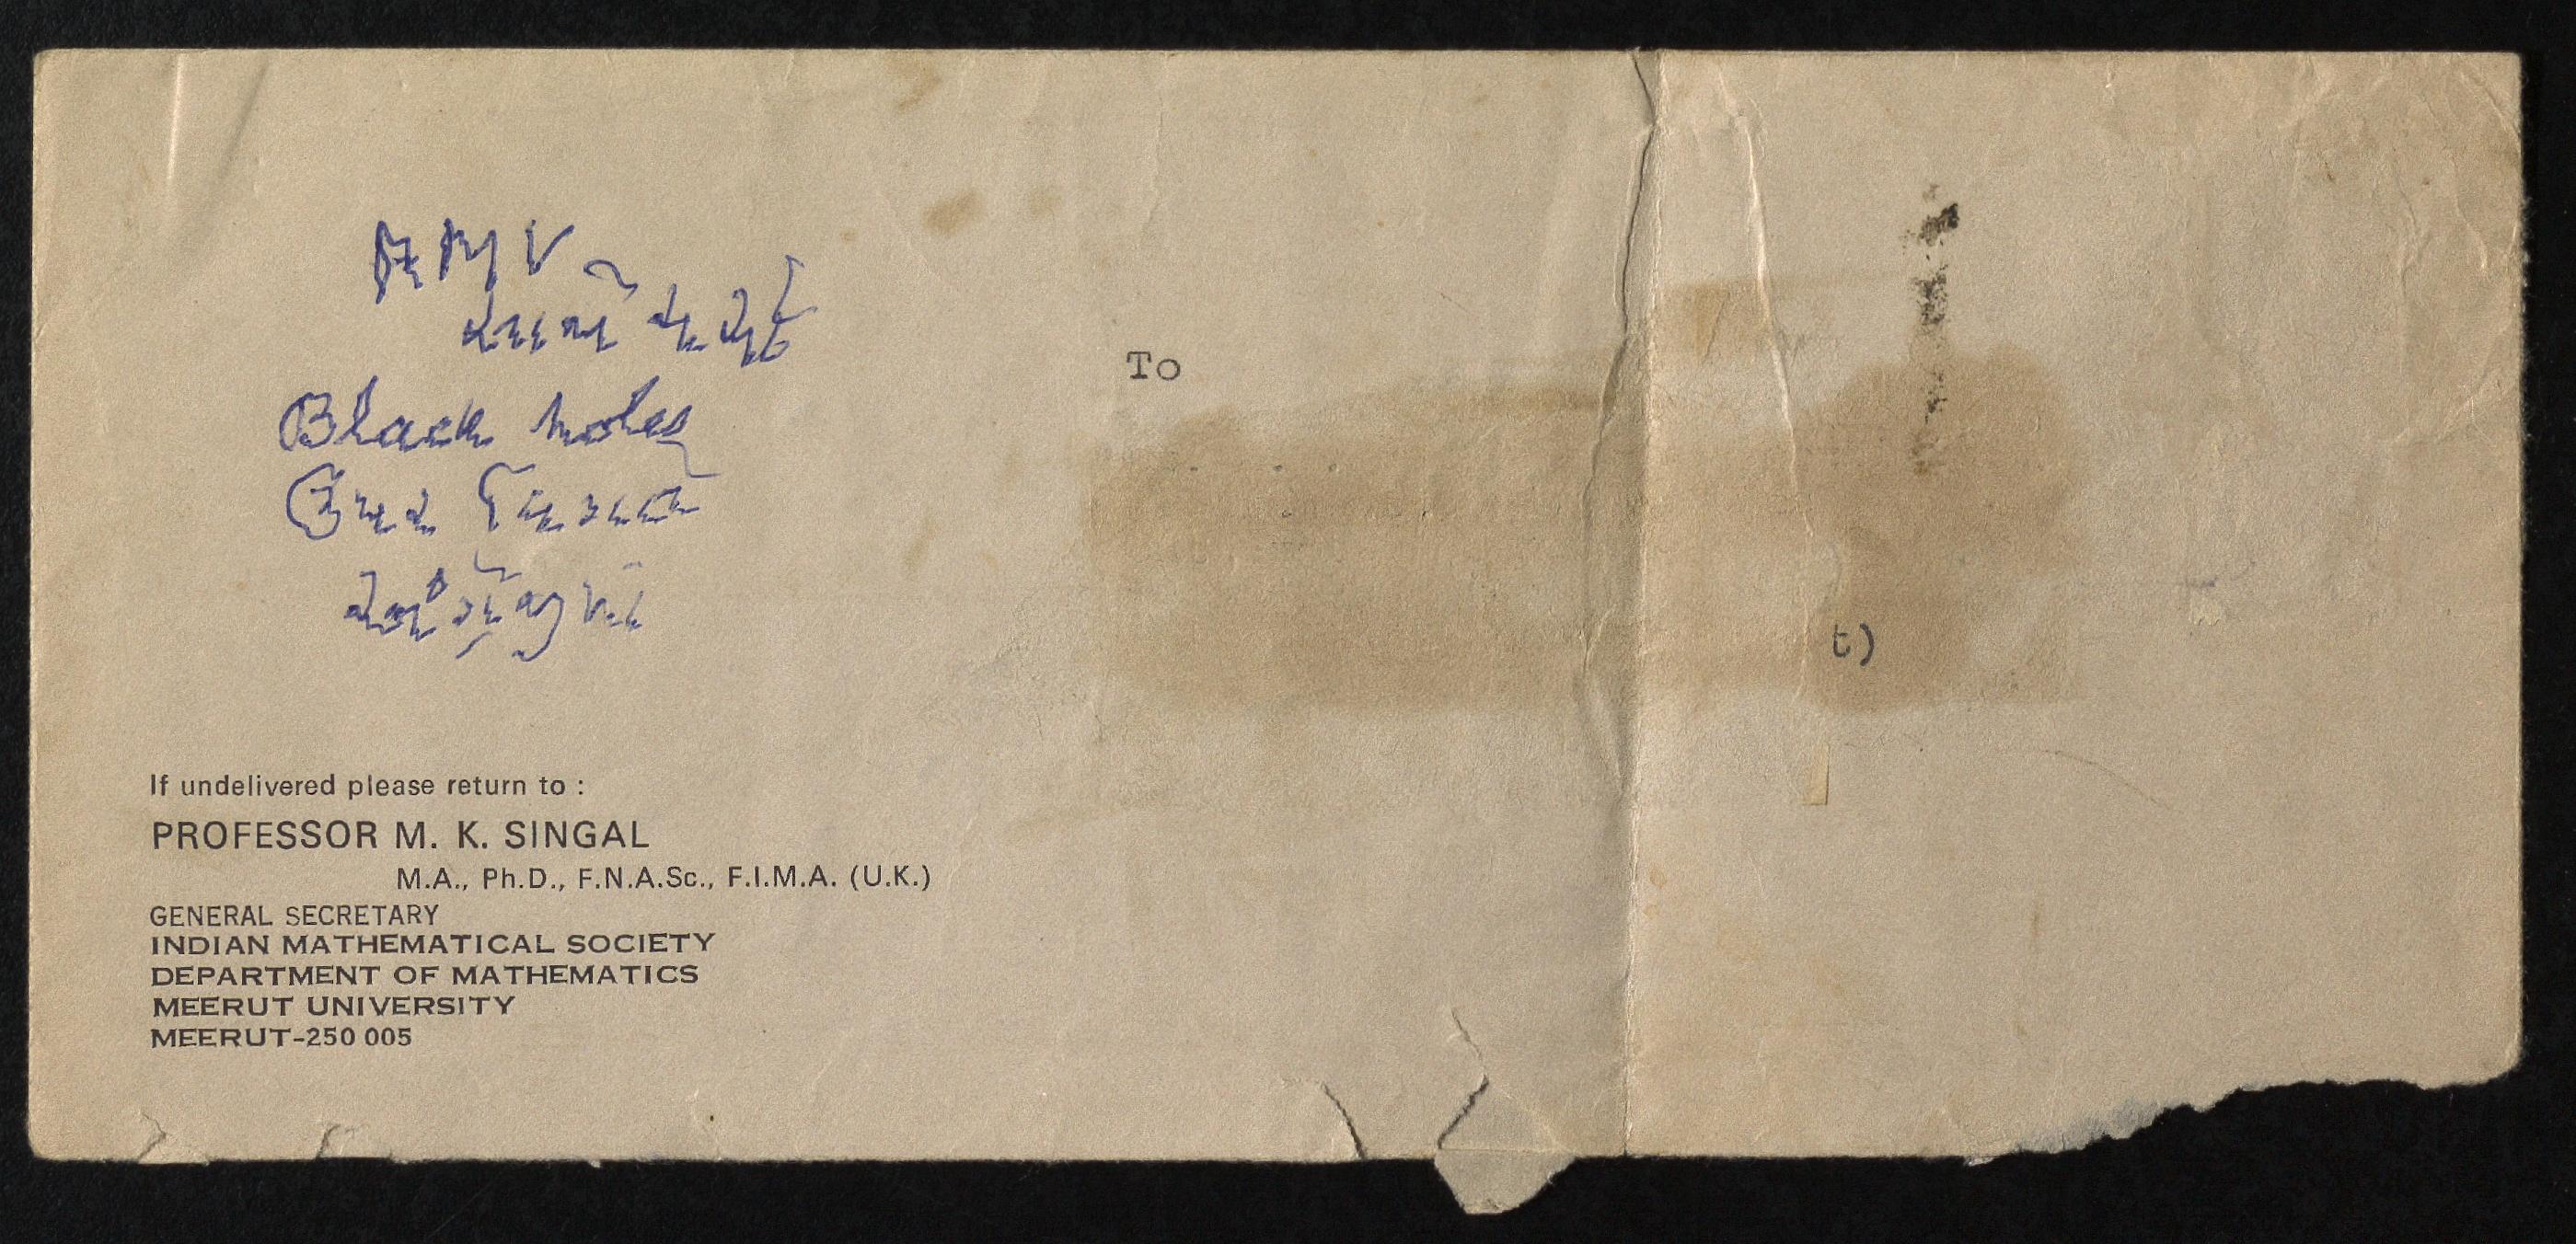 Black holes
To
t)
If undelivered please return to :
PROFESSOR M. K. SINGAL
M.A., Ph.D., F.N.A.Sc., F.I.M.A. (U.K.)
GENERAL SECRETARY
INDIAN MATHEMATICAL SOCIETY
DEPARTMENT OF MATHEMATICS
MEERUT UNIVERSITY
MEERUT-250 005